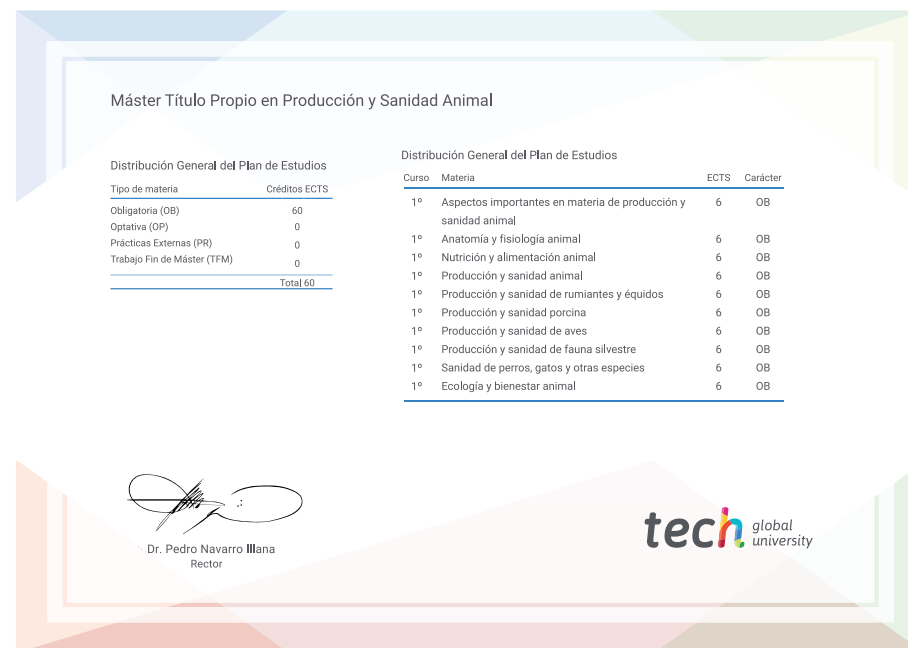 Máster Título Propio en Producción y Sanidad Animal
Distribución General del Plan de Estudios
Tipo de materia Créditos ECTS
Obligatoria (OB) 60
Optativa (OP) 0
Prácticas Externas (PR) 0
Trabajo Fin de Máster (TFM) 0
Total 60
Distribución General del Plan de Estudios
Curso Materia ECTS Carácter
1º Aspectos importantes en materia de producción y 6 OB
sanidad animal
1º Anatomía y fisiología animal 6 OB
1º Nutrición y alimentación animal 6 OB
1º Producción y sanidad animal 6 OB
1º Producción y sanidad de rumiantes y équidos 6 OB
1º Producción y sanidad porcina 6 OB
1º Producción y sanidad de aves 6 OB
1º Producción y sanidad de fauna silvestre 6 OB
1º Sanidad de perros, gatos y otras especies 6 OB
1º Ecología y bienestar animal 6 OB
Dr. Pedro Navarro Illana
Rector
tech global
university